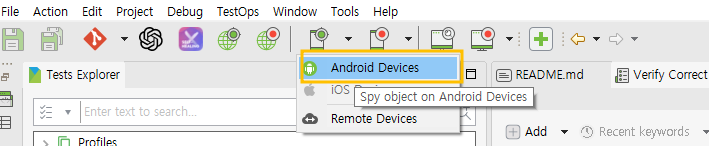 File Action Git Project Debug TestOps Window Tools Help
Tests Explorer
Enter text to search...
Profiles
Android Devices
Spy object on Android Devices
Remote Devices
README.md
Verify Correct
Add
Recent keywords